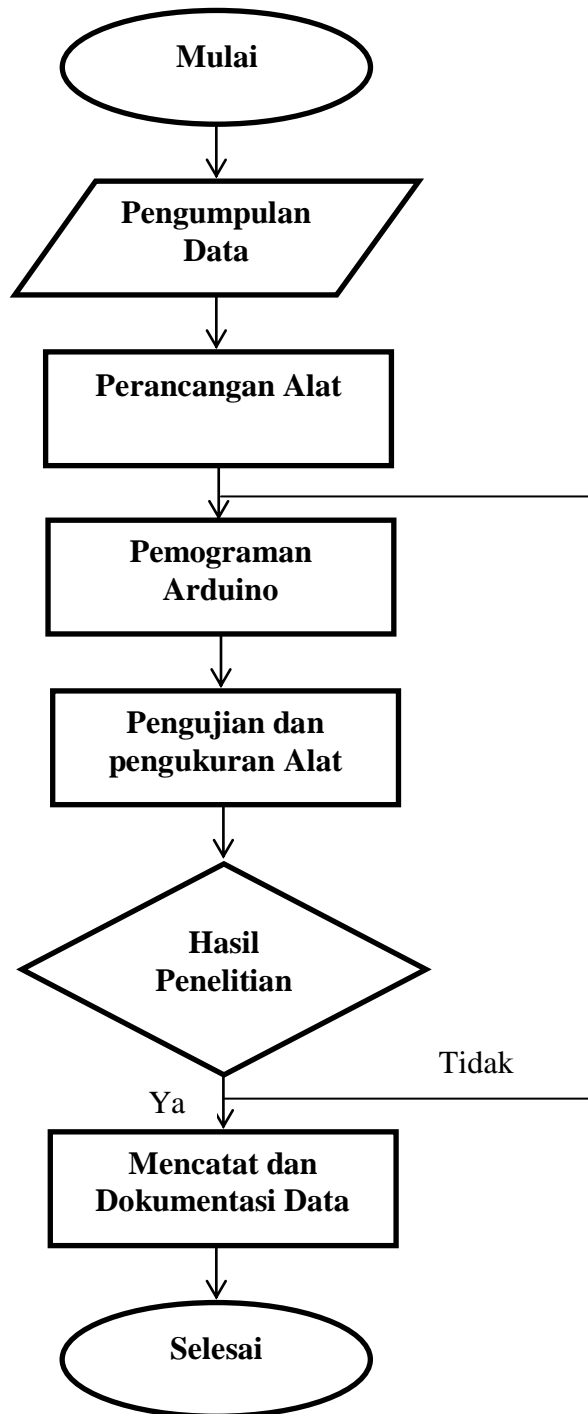 Mulai
Pengumpulan
Data
Perancangan Alat
Pemograman
Arduino
Pengujian dan
pengukuran Alat
Hasil
Penelitian
Tidak
Ya
Mencatat dan
Dokumentasi Data
Selesai